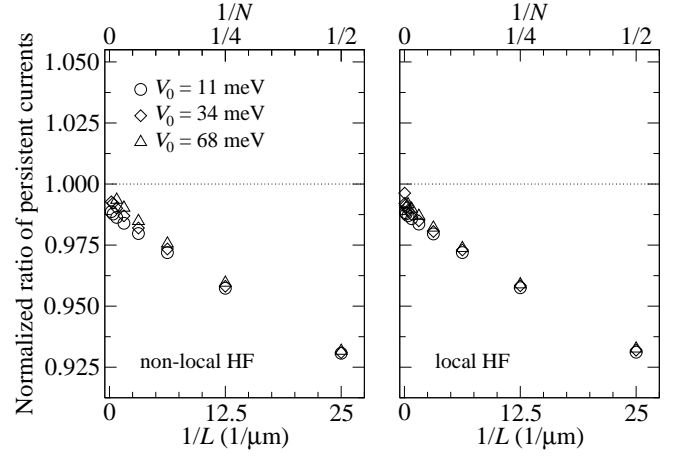 1/N
1/N
0
1/4
1/2
0
1/4
1/2
Normalized ratio of persistent currents
1.050
1.025
1.000
0.975
0.950
0.925
V0 = 11 meV
V0 = 34 meV
V0 = 68 meV
non-local HF
local HF
0
12.5
25
0
12.5
25
1/L (1/μm)
1/L (1/μm)